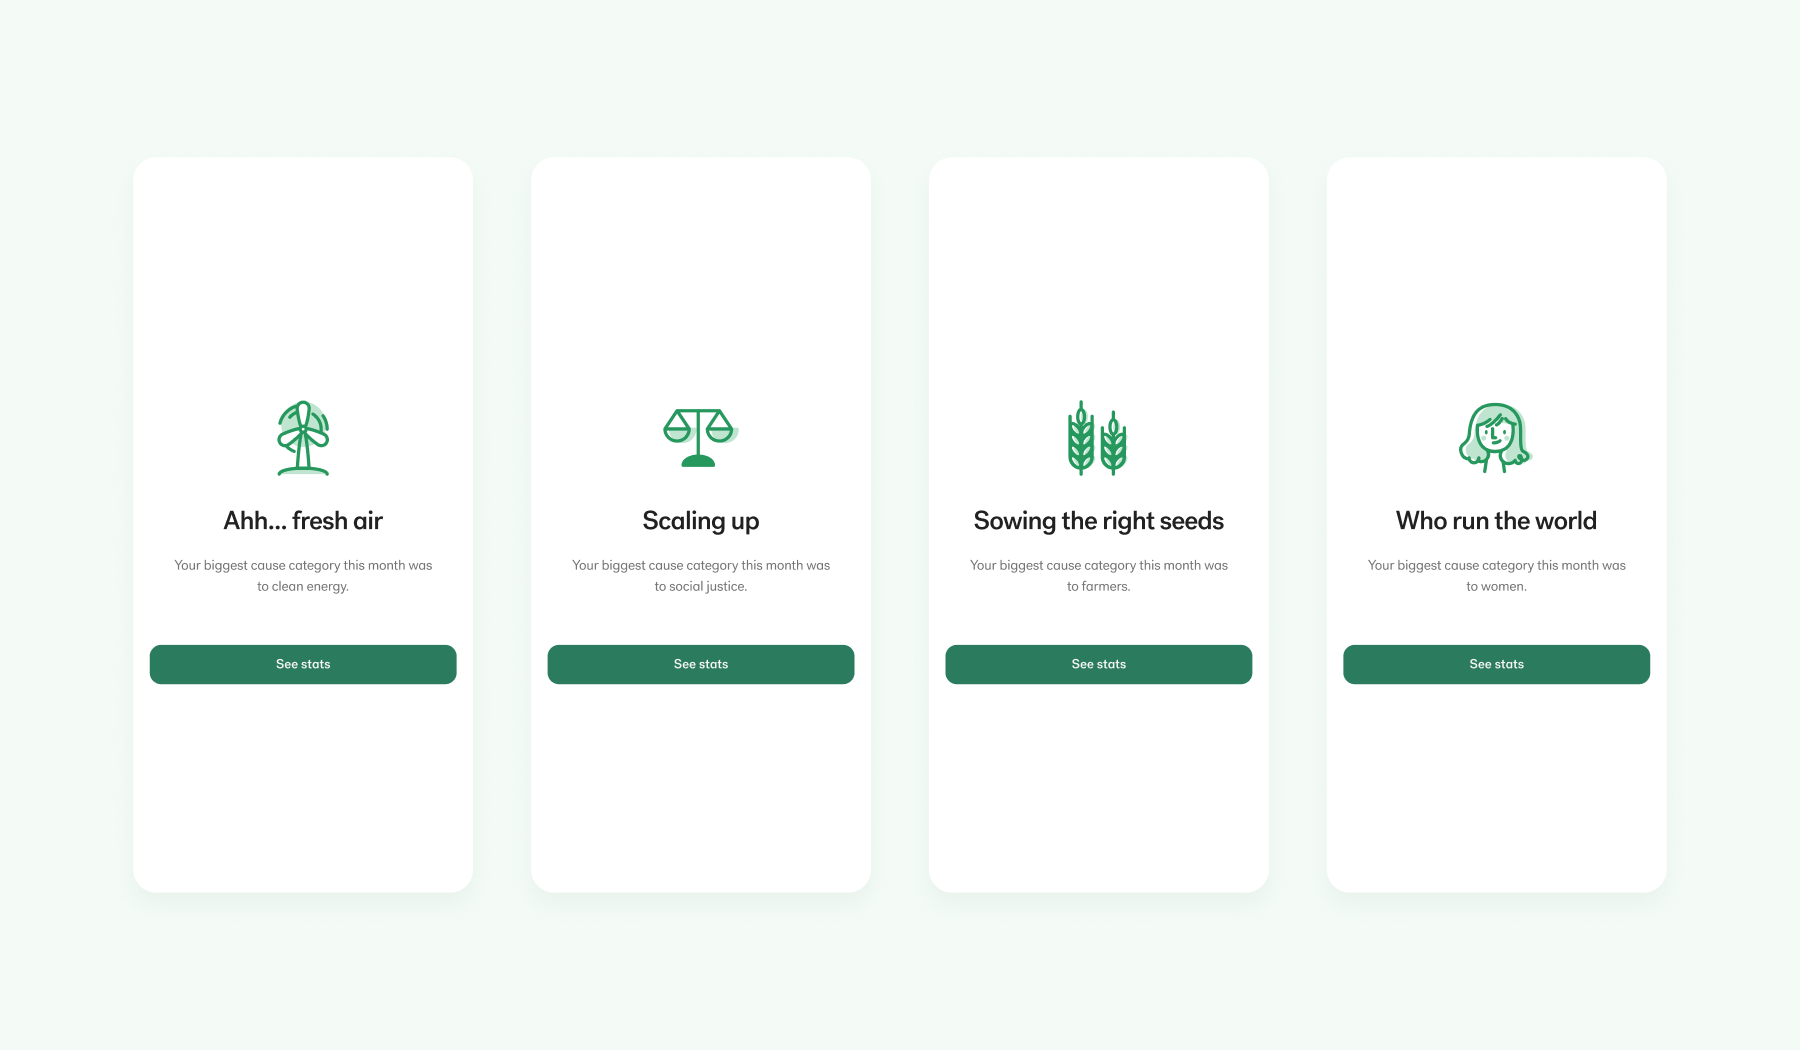 Ahh... fresh air
Your biggest cause category this month was
to clean energy.
See stats
Scaling up
Your biggest cause category this month was
to social justice.
See stats
Sowing the right seeds
Your biggest cause category this month was
to farmers.
See stats
Who run the world
Your biggest cause category this month was
to women.
See stats